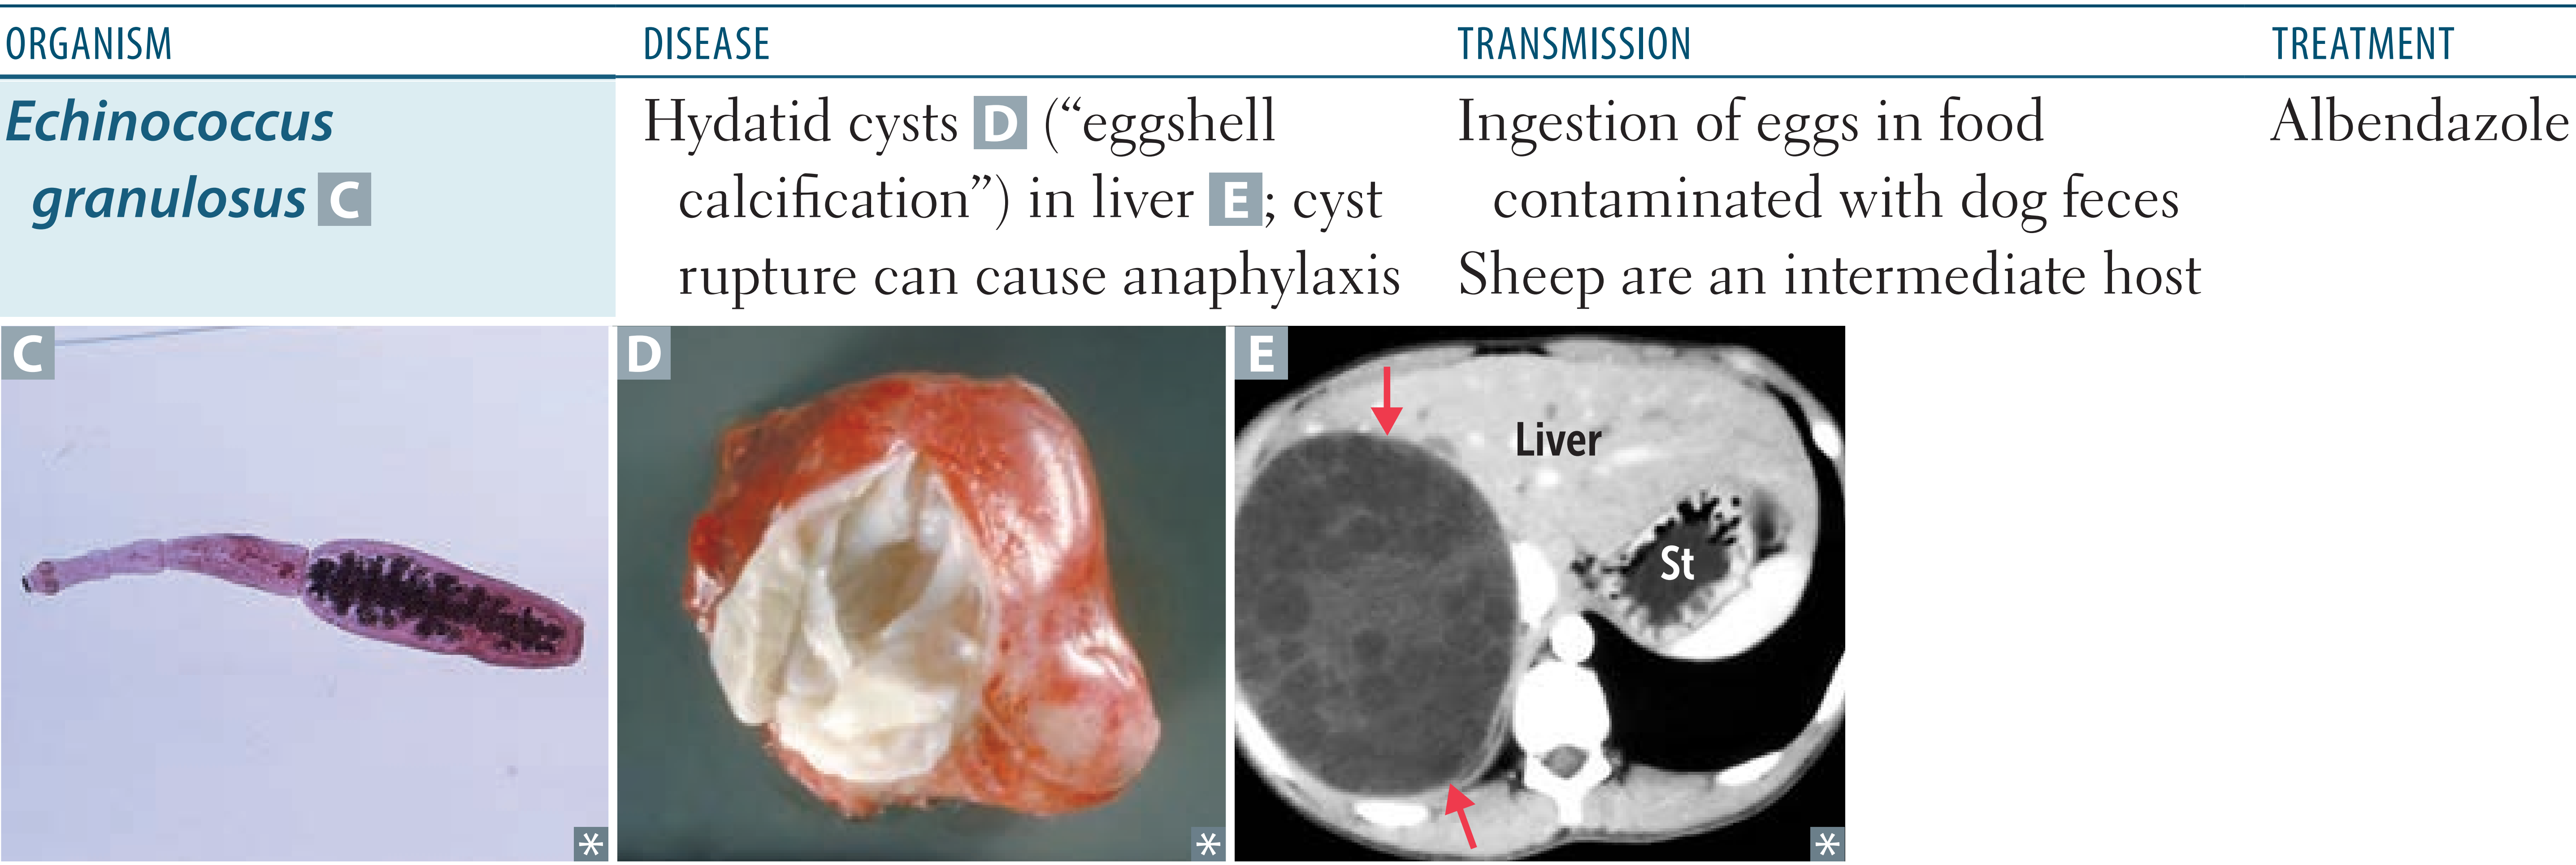 ORGANISM DISEASE TRANSMISSION TREATMENT
Echinococcus
granulosus C
Hydatid cysts D (“eggshell
calcification”) in liver E; cyst
rupture can cause anaphylaxis
Ingestion of eggs in food
contaminated with dog feces
Sheep are an intermediate host
Albendazole
C
*
D
*
E
Liver
St
*